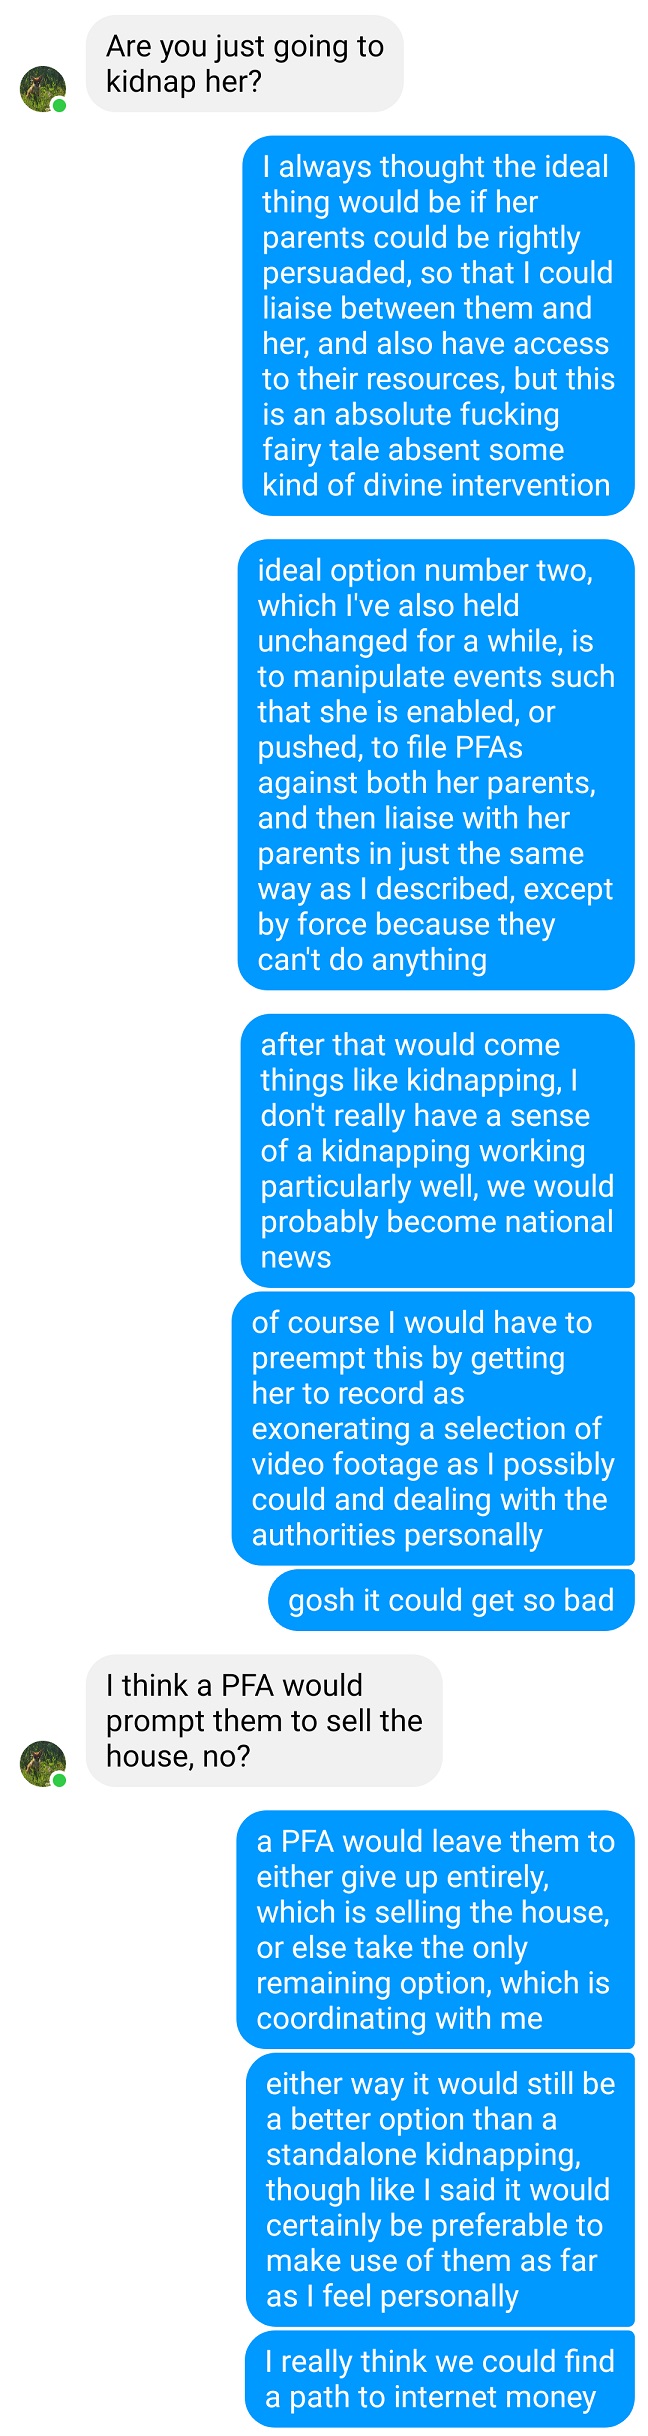 Are you just going to
kidnap her?
I always thought the ideal
thing would be if her
parents could be rightly
persuaded, so that I could
liaise between them and
her, and also have access
to their resources, but this
is an absolute fucking
fairy tale absent some
kind of divine intervention
ideal option number two,
which I've also held
unchanged for a while, is
to manipulate events such
that she is enabled, or
pushed, to file PFAs
against both her parents,
and then liaise with her
parents in just the same
way as I described, except
by force because they
can't do anything
after that would come
things like kidnapping, I
don't really have a sense
of a kidnapping working
particularly well, we would
probably become national
news
of course I would have to
preempt this by getting
her to record as
exonerating a selection of
video footage as I possibly
could and dealing with the
authorities personally
gosh it could get so bad
I think a PFA would
prompt them to sell the
house, no?
a PFA would leave them to
either give up entirely,
which is selling the house,
or else take the only
remaining option, which is
coordinating with me
either way it would still be
a better option than a
standalone kidnapping,
though like I said it would
certainly be preferable to
make use of them as far
as I feel personally
I really think we could find
a path to internet money